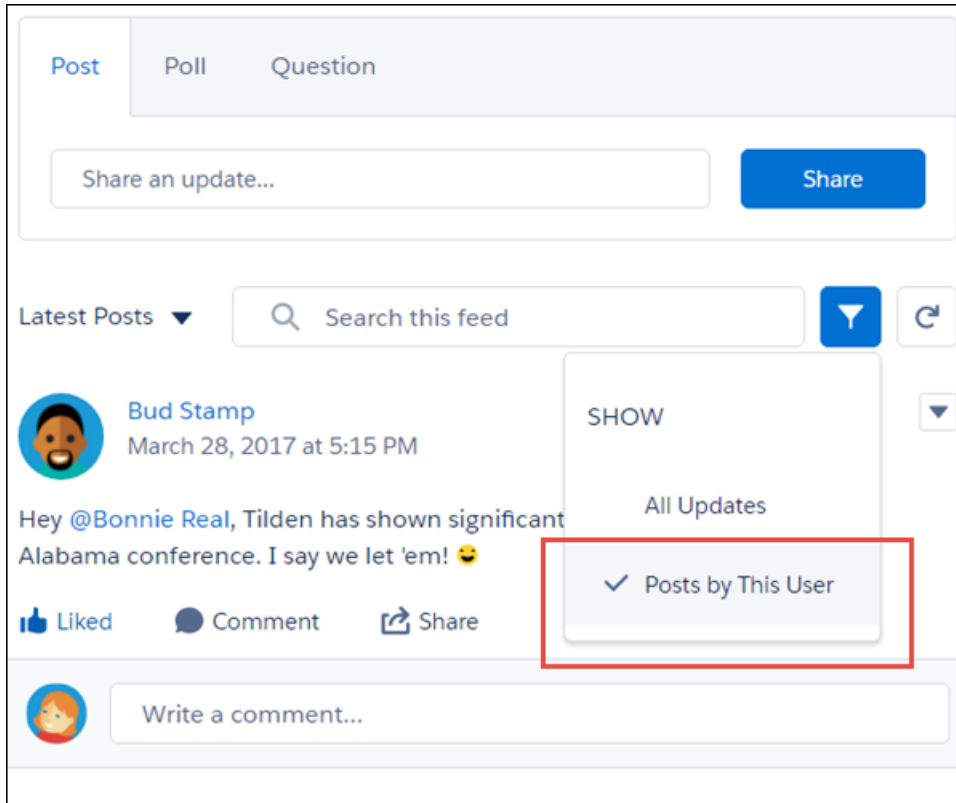 Post Poll Question
Share an update...
Share
Latest Posts
Search this feed
Bud Stamp
March 28, 2017 at 5:15 PM
Hey @Bonnie Real, Tilden has shown significant
Alabama conference. I say we let 'em!
Liked Comment Share
Write a comment...
SHOW
All Updates
Posts by This User